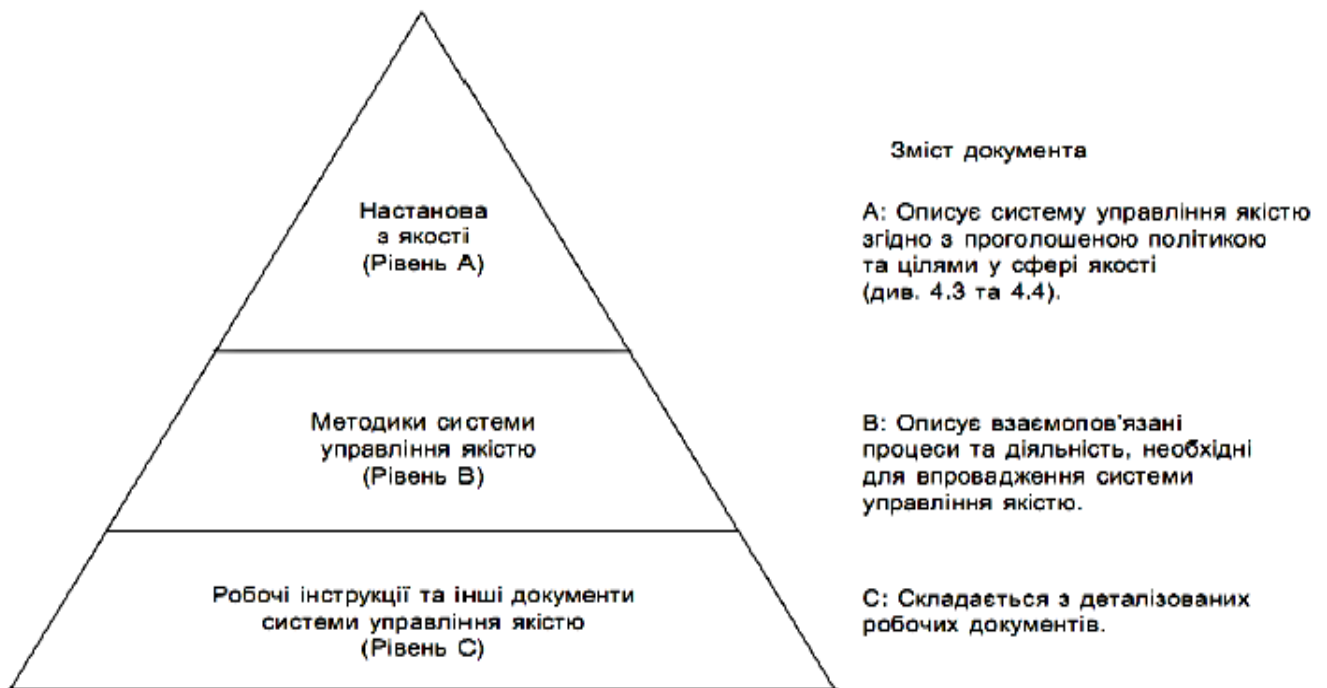 Зміст документа
Настанова
з якості
(Рівень A)
A: Описує систему управління якістю
згідно з проголошеною політикою
та цілями у сфері якості
(див. 4.3 та 4.4).
Методики системи
управління якістю
(Рівень B)
B: Описує взаємопов'язані
процеси та діяльність, необхідні
для впровадження системи
управління якістю.
Робочі інструкції та інші документи
системи управління якістю
(Рівень C)
C: Складається з деталізованих
робочих документів.